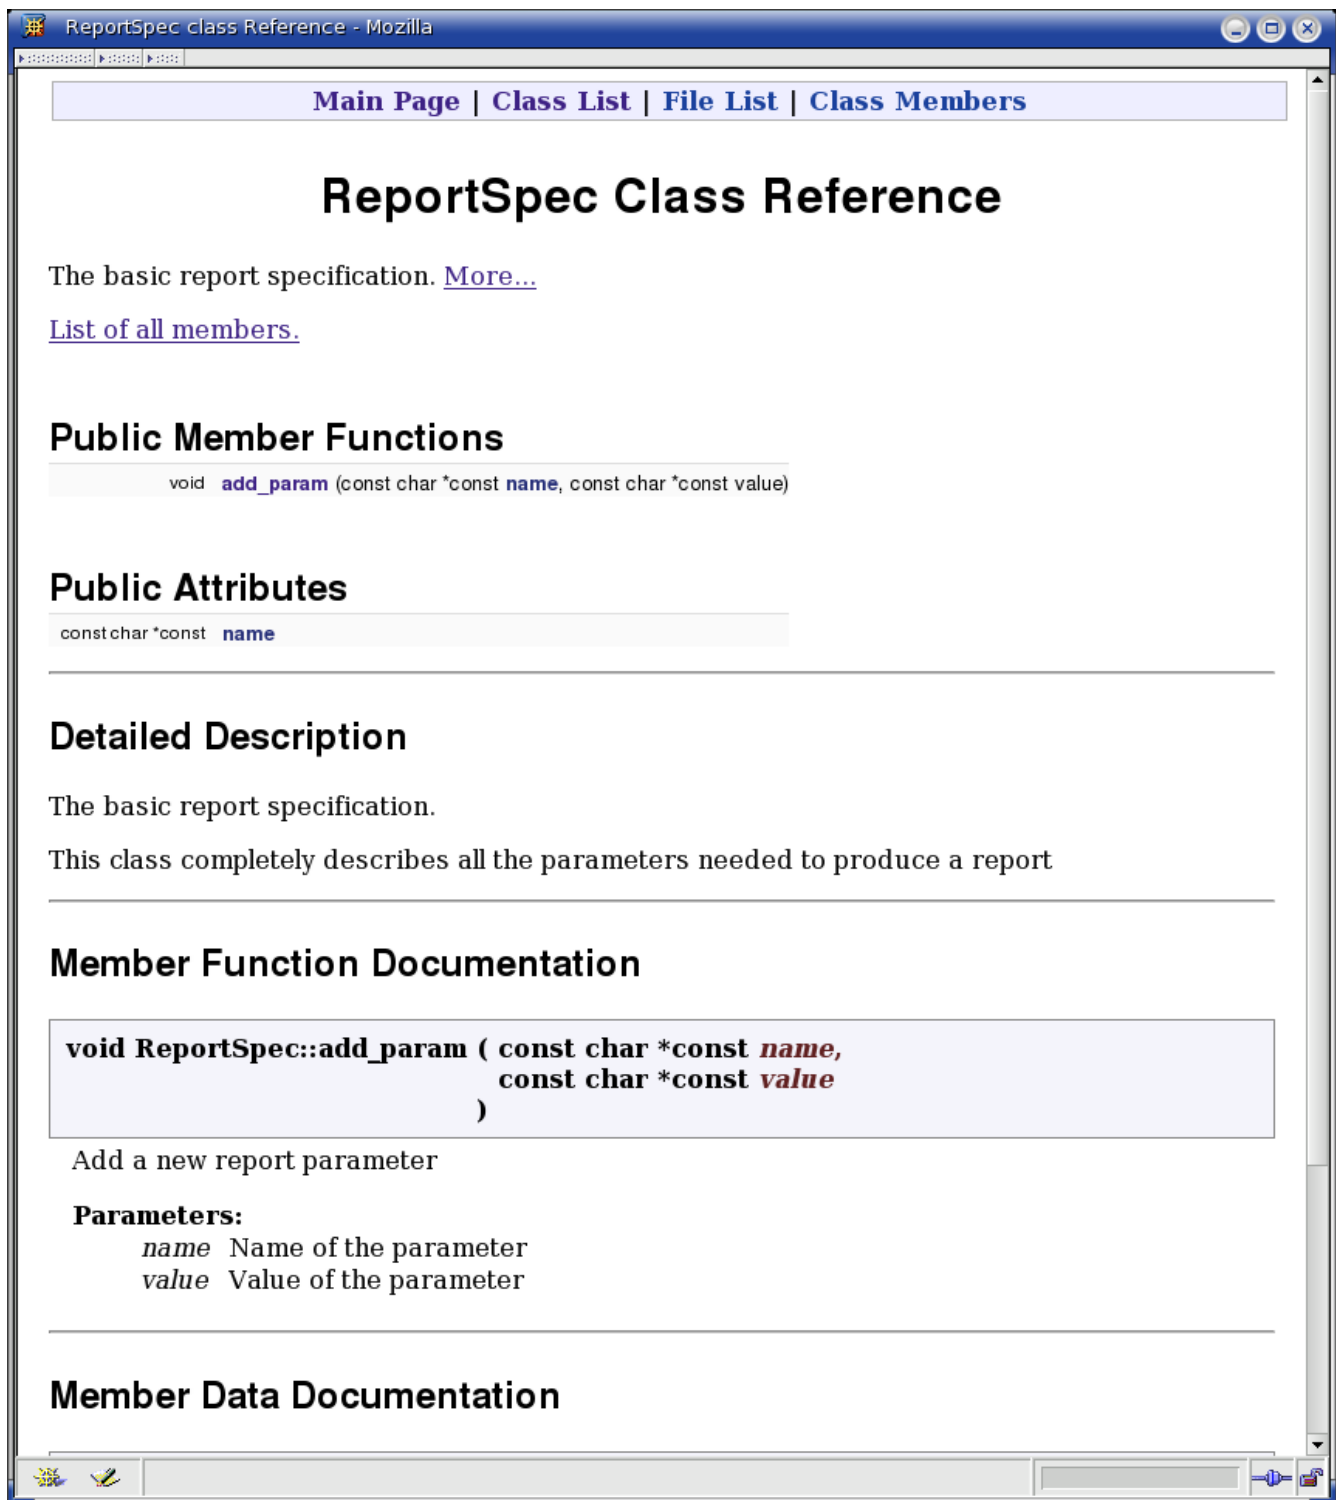 ReportSpec class Reference - Mozilla
Main Page | Class List | File List | Class Members
ReportSpec Class Reference
The basic report specification. More...
List of all members.
Public Member Functions
void add_param (const char *const name, const char *const value)
Public Attributes
const char *const name
Detailed Description
The basic report specification.
This class completely describes all the parameters needed to produce a report
Member Function Documentation
void ReportSpec::add_param ( const char *const name,
const char *const value
)
Add a new report parameter
Parameters:
name Name of the parameter
value Value of the parameter
Member Data Documentation